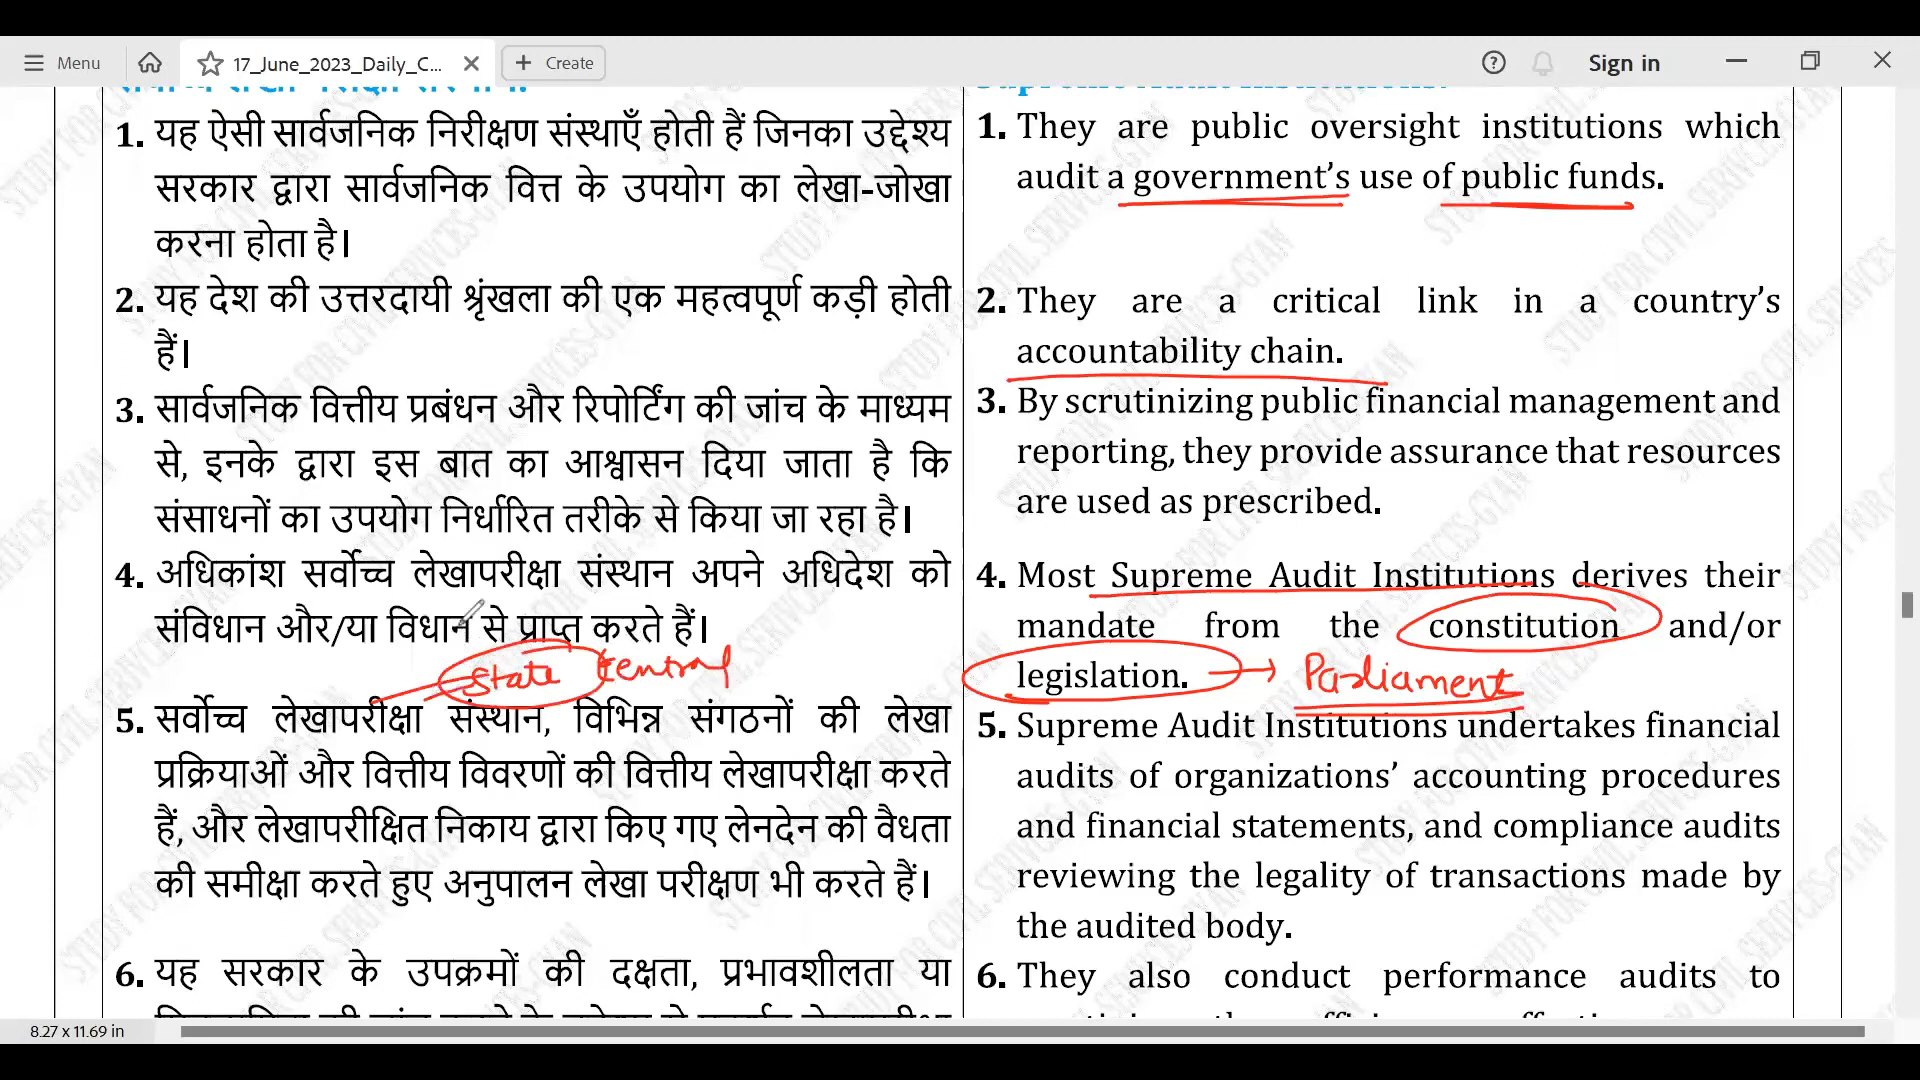 Menu
17_June_2023_Daily_C...
Create
Sign in
1. यह ऐसी सार्वजनिक निरीक्षण संस्थाएँ होती हैं जिनका उद्देश्य
सरकार द्वारा सार्वजनिक वित्त के उपयोग का लेखा-जोखा
करना होता है।
2. यह देश की उत्तरदायी श्रृंखला की एक महत्वपूर्ण कड़ी होती
हैं।
3. सार्वजनिक वित्तीय प्रबंधन और रिपोर्टिंग की जांच के माध्यम
से, इनके द्वारा इस बात का आश्वासन दिया जाता है कि
संसाधनों का उपयोग निर्धारित तरीके से किया जा रहा है।
4. अधिकांश सर्वोच्च लेखापरीक्षा संस्थान अपने अधिदेश को
संविधान और/या विधान से प्राप्त करते हैं।
State Central
5. सर्वोच्च लेखापरीक्षा संस्थान, विभिन्न संगठनों की लेखा
प्रक्रियाओं और वित्तीय विवरणों की वित्तीय लेखापरीक्षा करते
हैं, और लेखापरीक्षित निकाय द्वारा किए गए लेनदेन की वैधता
की समीक्षा करते हुए अनुपालन लेखा परीक्षण भी करते हैं।
6. यह सरकार के उपक्रमों की दक्षता, प्रभावशीलता या
Supreme Audit Institutions:
1. They are public oversight institutions which
audit a government's use of public funds.
2. They are a critical link in a country's
accountability chain.
3. By scrutinizing public financial management and
reporting, they provide assurance that resources
are used as prescribed.
4. Most Supreme Audit Institutions derives their
mandate from the constitution and/or
legislation. Parliament
5. Supreme Audit Institutions undertakes financial
audits of organizations' accounting procedures
and financial statements, and compliance audits
reviewing the legality of transactions made by
the audited body.
6. They also conduct performance audits to
8.27 x 11.69 in
STUDY FOR CIVIL SERIVCES-GYAN